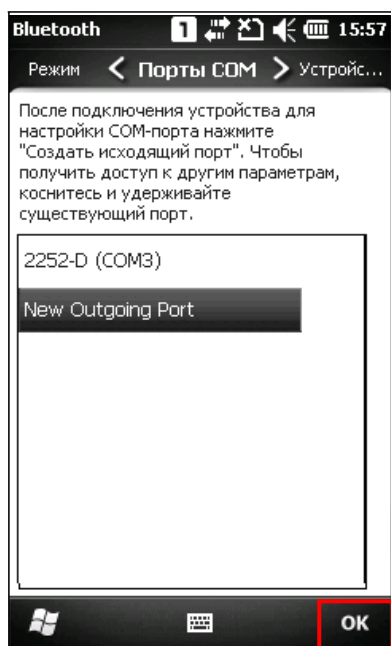 Bluetooth 1 15:57
Режим Порты COM Устройс...
После подключения устройства для
настройки COM-порта нажмите
"Создать исходящий порт". Чтобы
получить доступ к другим параметрам,
коснитесь и удерживайте
существующий порт.
2252-D (COM3)
New Outgoing Port
OK